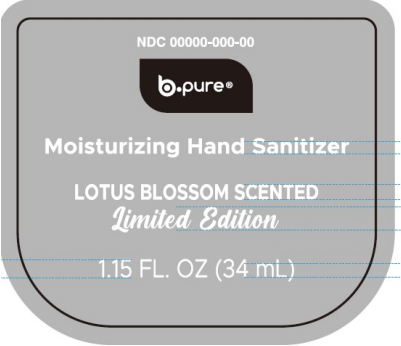 NDC 00000-000-00
b.pure®
Moisturizing Hand Sanitizer
LOTUS BLOSSOM SCENTED
Limited Edition
1.15 FL. OZ (34 mL)